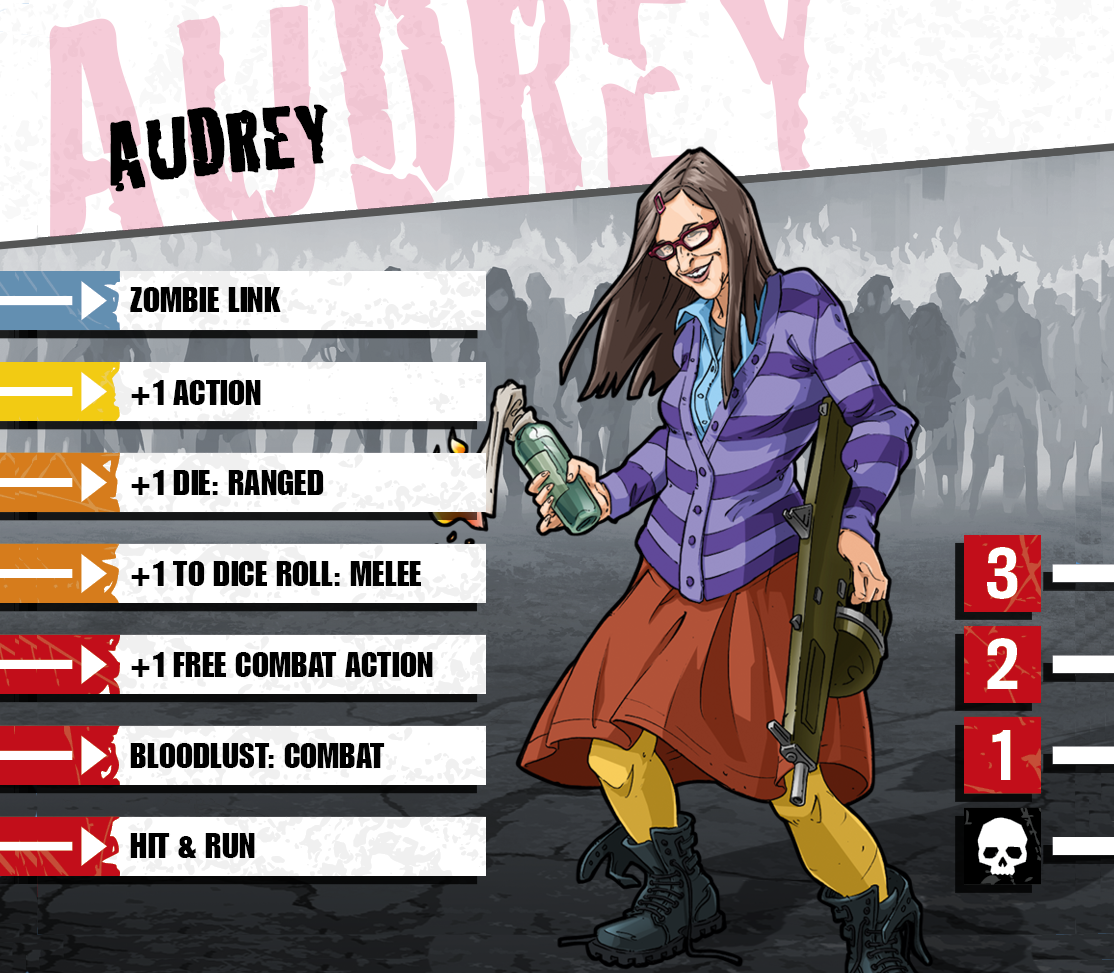 AUDREY
AUDREY
ZOMBIE LINK
+1 ACTION
+1 DIE: RANGED
+1 TO DICE ROLL: MELEE
+1 FREE COMBAT ACTION
BLOODLUST: COMBAT
HIT & RUN
3
2
1